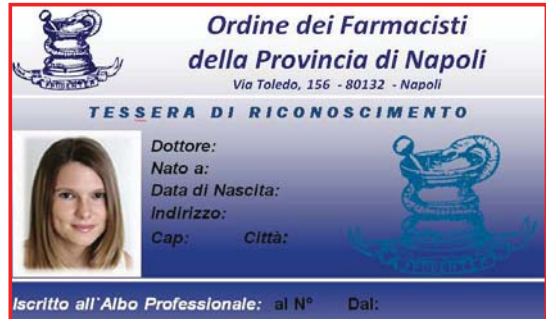 Ordine dei Farmacisti
della Provincia di Napoli
Via Toledo, 156 - 80132 - Napoli
TESSERA DI RICONOSCIMENTO
Dottore:
Nato a:
Data di Nascita:
Indirizzo:
Cap: Città:
Iscritto all'Albo Professionale: al N° Dal: